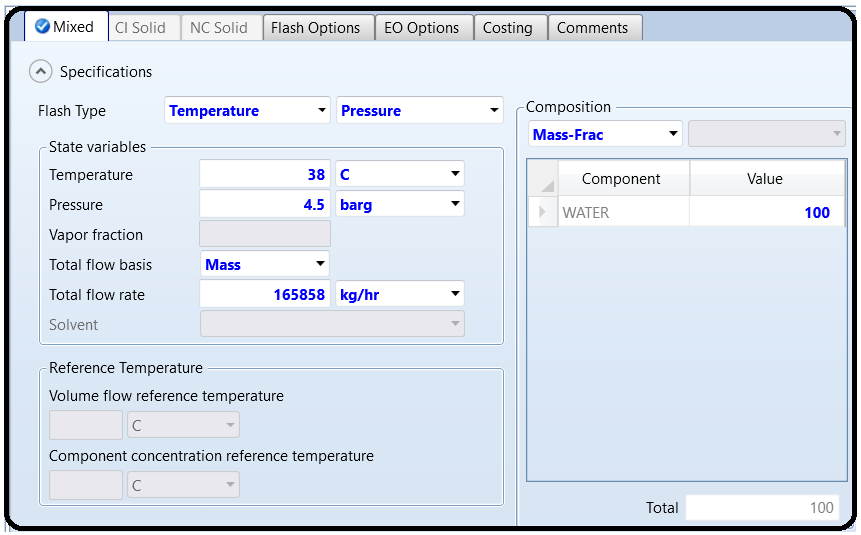 Mixed CI Solid NC Solid Flash Options EO Options Costing Comments
Specifications
Flash Type Temperature Pressure
Composition
Mass-Frac
State variables
Temperature 38 C
Pressure 4.5 barg
Vapor fraction
Total flow basis Mass
Total flow rate 165858 kg/hr
Solvent
Component Value
WATER 100
Reference Temperature
Volume flow reference temperature
C
Component concentration reference temperature
C
Total 100